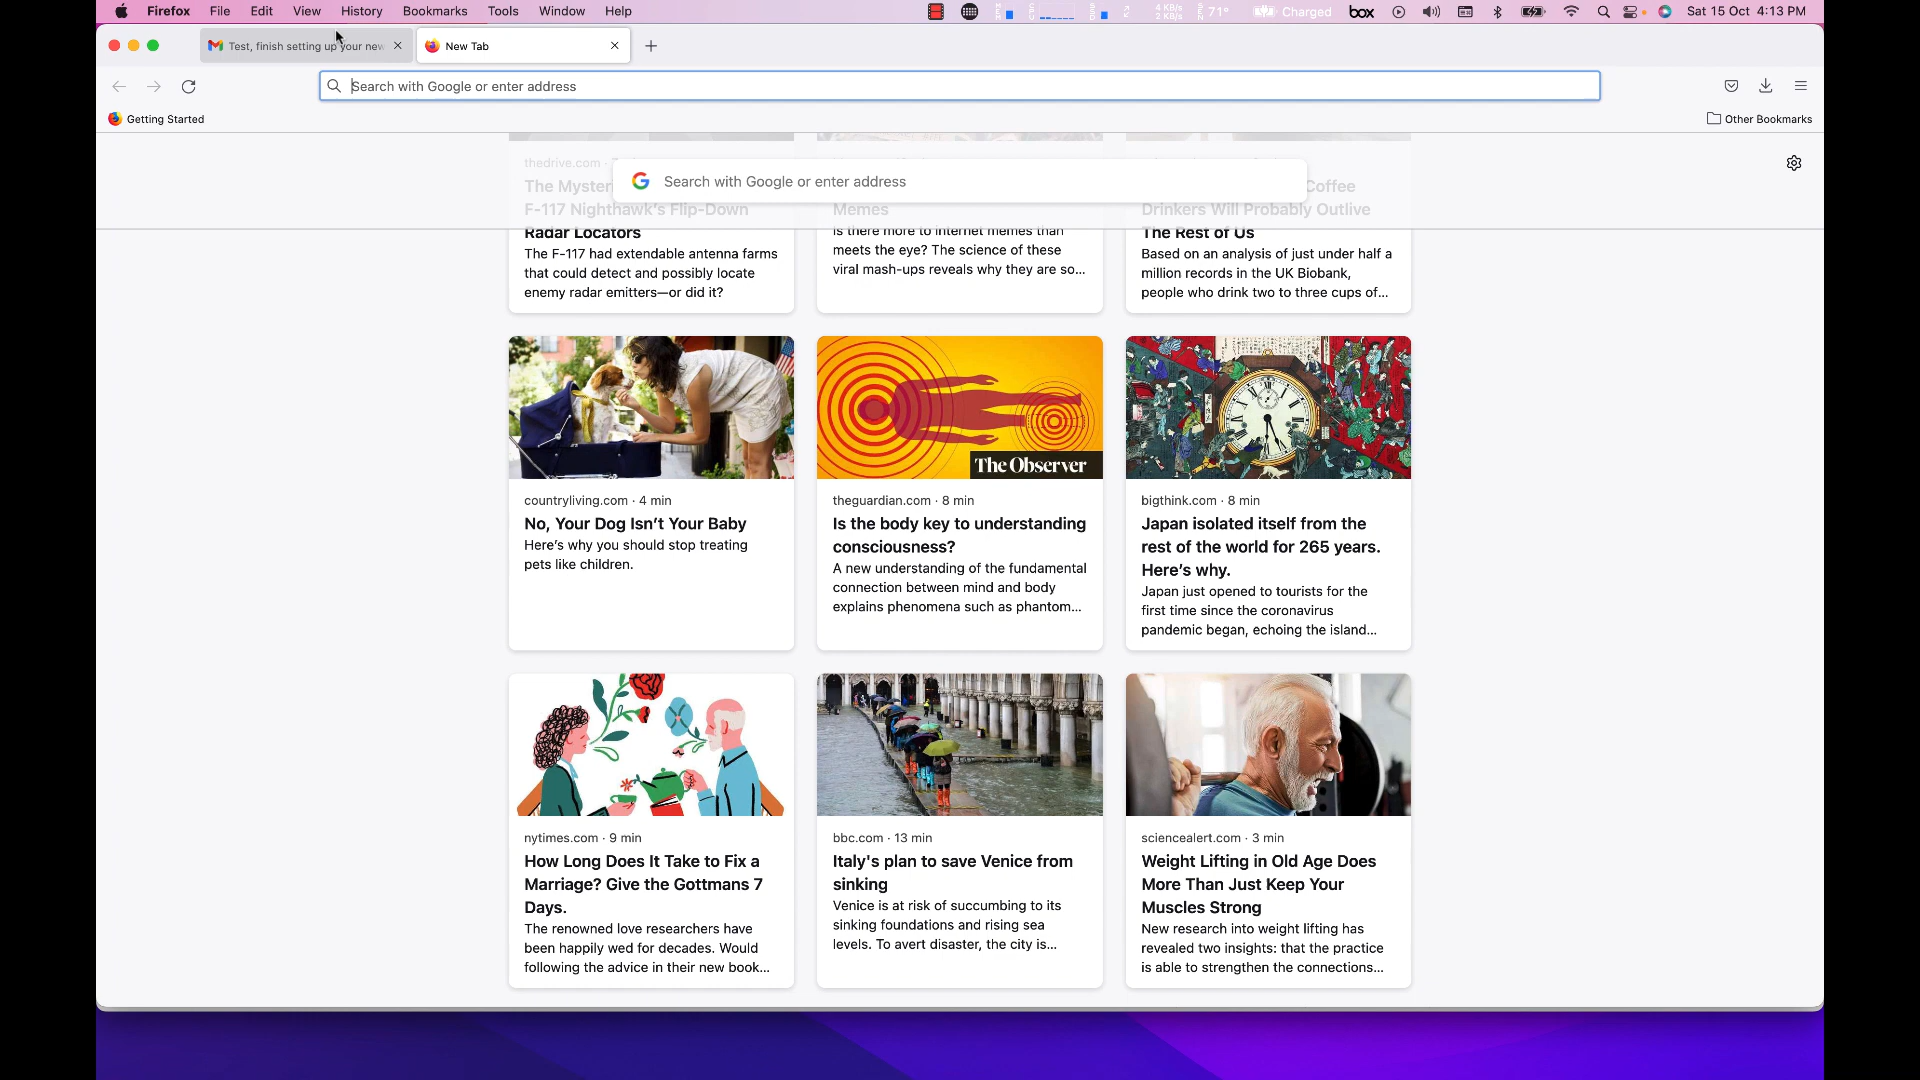 Firefox File Edit View History Bookmarks Tools Window Help
4 KB/s
2 KB/s
71° Charged box Sat 15 Oct 4:13 PM
Test, finish setting up your new
New Tab
Search with Google or enter address
Getting Started
Other Bookmarks
Search with Google or enter address
thedrive.com
The Myster
F-117 Nighthawk's Flip-Down
Radar Locators
The F-117 had extendable antenna farms
that could detect and possibly locate
enemy radar emitters—or did it?
Memes
Is there more to internet memes than
meets the eye? The science of these
viral mash-ups reveals why they are so...
Coffee
Drinkers Will Probably Outlive
The Rest of Us
Based on an analysis of just under half a
million records in the UK Biobank,
people who drink two to three cups of...
countryliving.com · 4 min
No, Your Dog Isn't Your Baby
Here's why you should stop treating
pets like children.
The Observer
theguardian.com · 8 min
Is the body key to understanding
consciousness?
A new understanding of the fundamental
connection between mind and body
explains phenomena such as phantom...
bigthink.com · 8 min
Japan isolated itself from the
rest of the world for 265 years.
Here's why.
Japan just opened to tourists for the
first time since the coronavirus
pandemic began, echoing the island...
nytimes.com · 9 min
How Long Does It Take to Fix a
Marriage? Give the Gottmans 7
Days.
The renowned love researchers have
been happily wed for decades. Would
following the advice in their new book...
bbc.com · 13 min
Italy's plan to save Venice from
sinking
Venice is at risk of succumbing to its
sinking foundations and rising sea
levels. To avert disaster, the city is...
sciencealert.com · 3 min
Weight Lifting in Old Age Does
More Than Just Keep Your
Muscles Strong
New research into weight lifting has
revealed two insights: that the practice
is able to strengthen the connections...